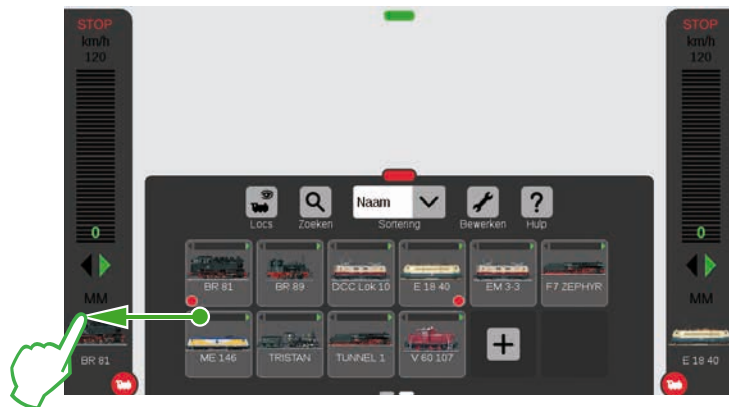 STOP
km/h
120
0
MM
BR 81
Naam
Locs Zoeken Sortering Bewerken Hulp
BR 81 BR 89 DCC Lok 10 E 18 40 EM 3-3 F7 ZEPHYR
ME 146 TRISTAN TUNNEL 1 V 60 107
STOP
km/h
120
0
MM
E 18 40